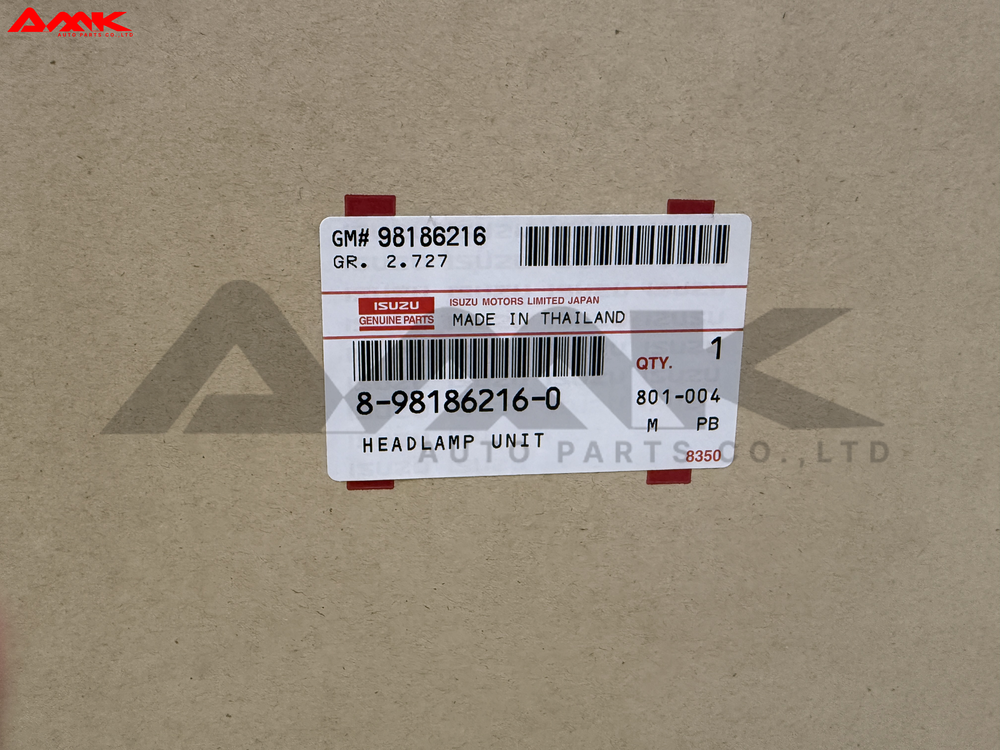 AMK
AUTO PARTS CO.,LTD
GM# 98186216
GR. 2.727
ISUZU
GENUINE PARTS
ISUZU MOTORS LIMITED JAPAN
MADE IN THAILAND
QTY. 1
8-98186216-0
801-004
M PB
HEADLAMP UNIT
8350
AMK
AUTO PARTS CO.,LTD